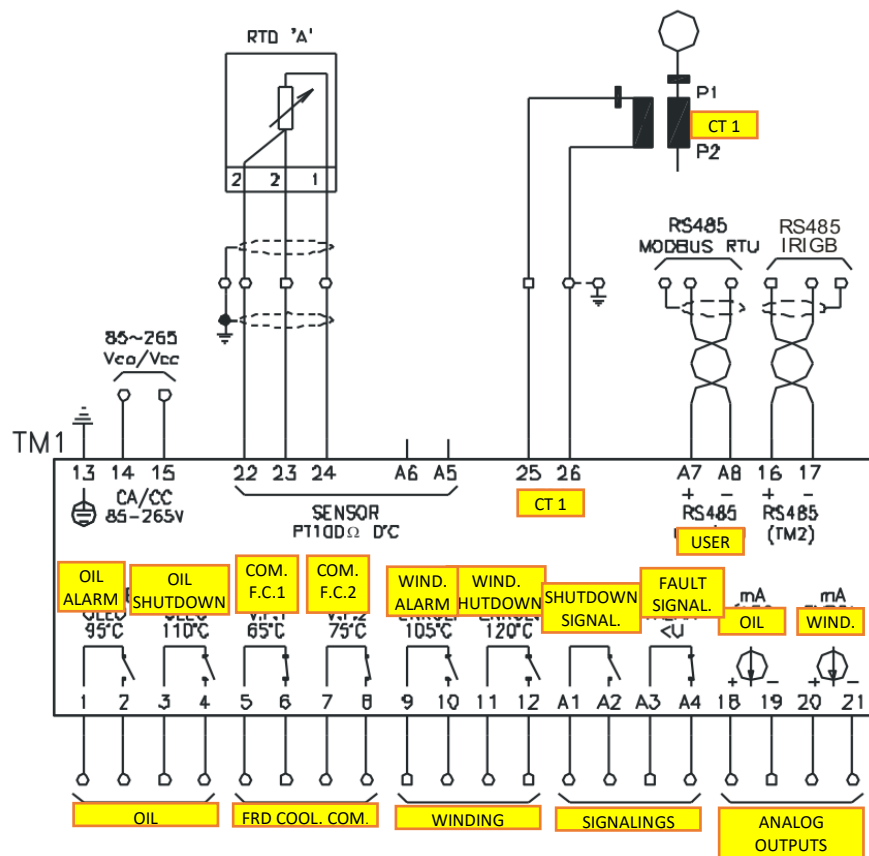 RTD 'A'
2 2 1
P1
CT 1
P2
RS485
MODBUS RTU
RS485
IRIGB
85~265
Vca/Vcc
TM1
13 14 15 22 23 24 A6 A5 25 26 A7 A8 16 17
CA/CC
85-265V
SENSOR
PT100Ω 0°C
CT 1
+ -
RS485
USER
+ -
RS485
(TM2)
OIL
ALARM
95°C
OIL
SHUTDOWN
110°C
COM.
F.C.1
65°C
COM.
F.C.2
75°C
WIND.
ALARM
105°C
WIND.
HUTDOWN
120°C
SHUTDOWN
SIGNAL.
FAULT
SIGNAL.
<U
mA
OIL
+ -
mA
WIND.
+ -
1 2 3 4 5 6 7 8 9 10 11 12 A1 A2 A3 A4 18 19 20 21
OIL
FRD COOL. COM.
WINDING
SIGNALINGS
ANALOG
OUTPUTS